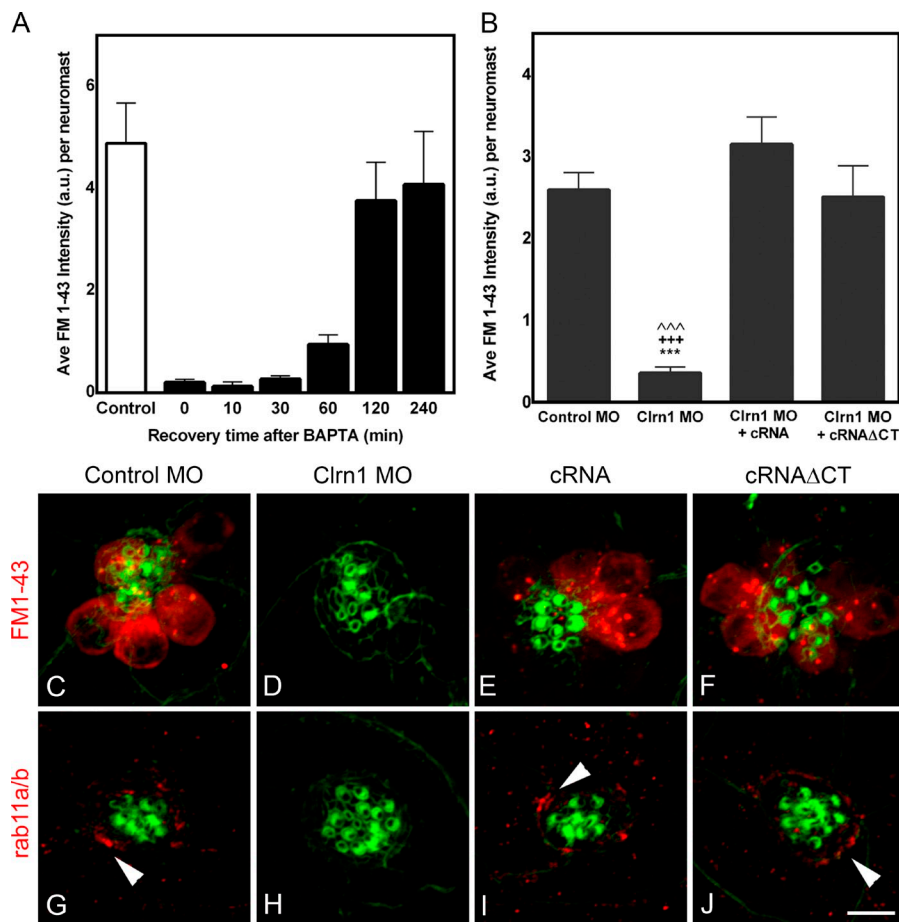 A
Ave FM 1-43 Intensity (a.u.) per neuromast
6
4
2
0
Control 0 10 30 60 120 240
Recovery time after BAPTA (min)
B
Ave FM 1-43 Intensity (a.u.) per neuromast
4
3
2
1
0
^^^
+++
***
Control MO Clrn1 MO Clrn1 MO Clrn1 MO
+ cRNA + cRNAΔCT
Control MO Clrn1 MO cRNA cRNAΔCT
FM1-43
C D E F
rab11a/b
G H I J